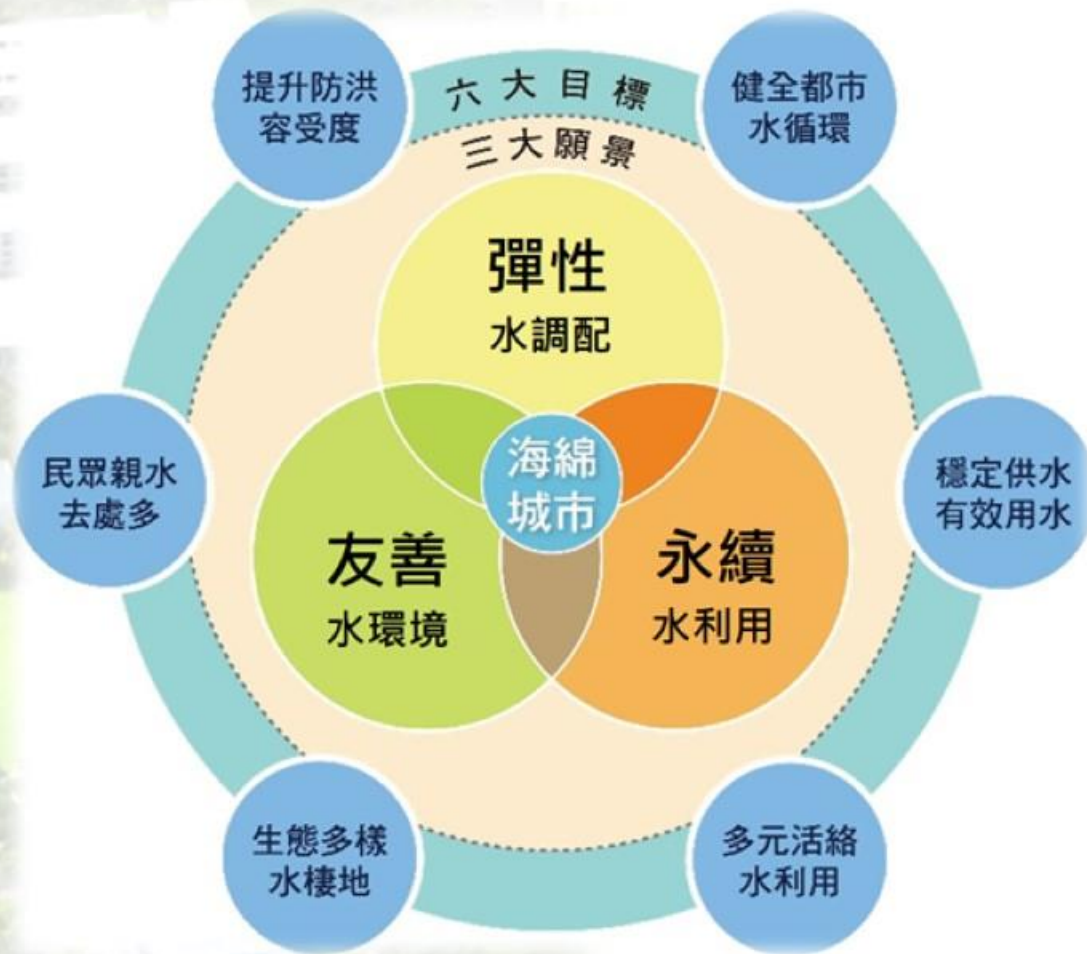 六大目標
三大願景
提升防洪
容受度
健全都市
水循環
彈性
水調配
海綿
城市
民眾親水
去處多
穩定供水
有效用水
友善
水環境
永續
水利用
生態多樣
水棲地
多元活絡
水利用